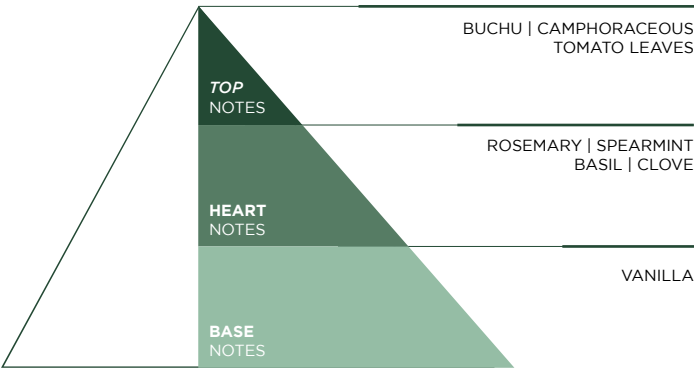 BUCHU | CAMPHORACEOUS
TOMATO LEAVES
TOP
NOTES
ROSEMARY | SPEARMINT
BASIL | CLOVE
HEART
NOTES
VANILLA
BASE
NOTES